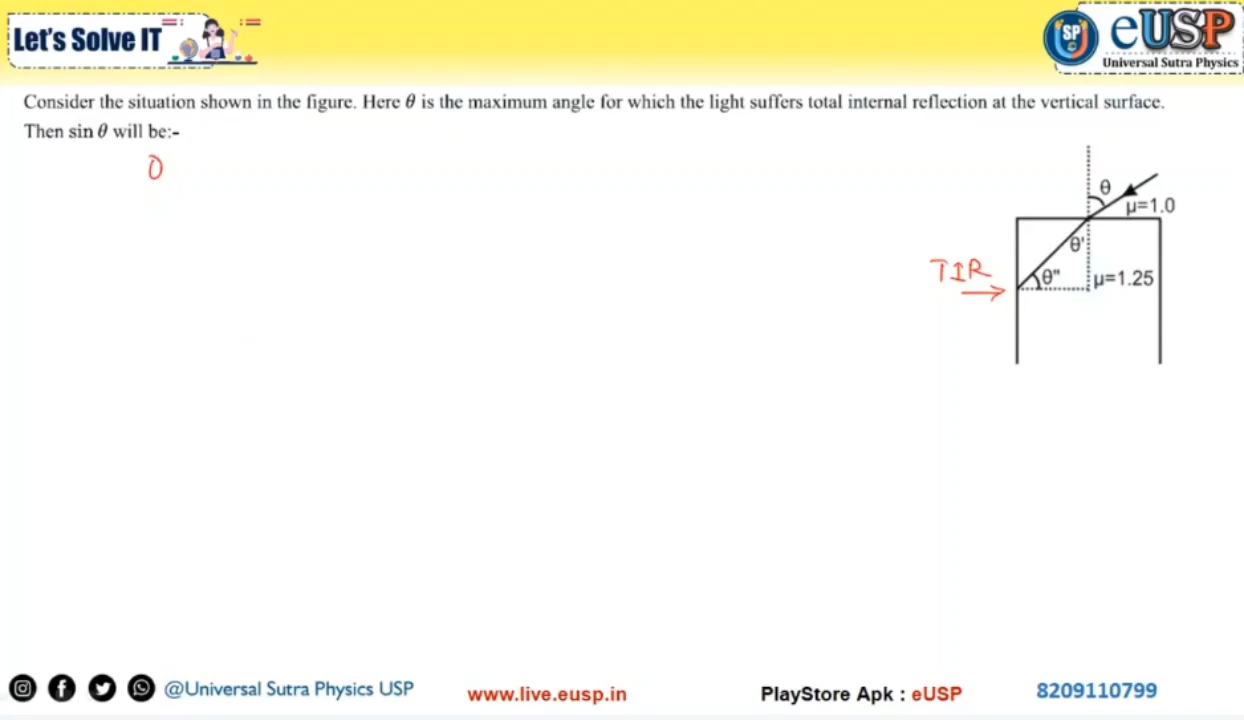 Let's Solve IT
SP
eUSP
Universal Sutra Physics
Consider the situation shown in the figure. Here θ is the maximum angle for which the light suffers total internal reflection at the vertical surface.
Then sin θ will be:-
0
θ
μ=1.0
θ'
TIR
θ"
μ=1.25
@Universal Sutra Physics USP
www.live.eusp.in
PlayStore Apk : eUSP
8209110799